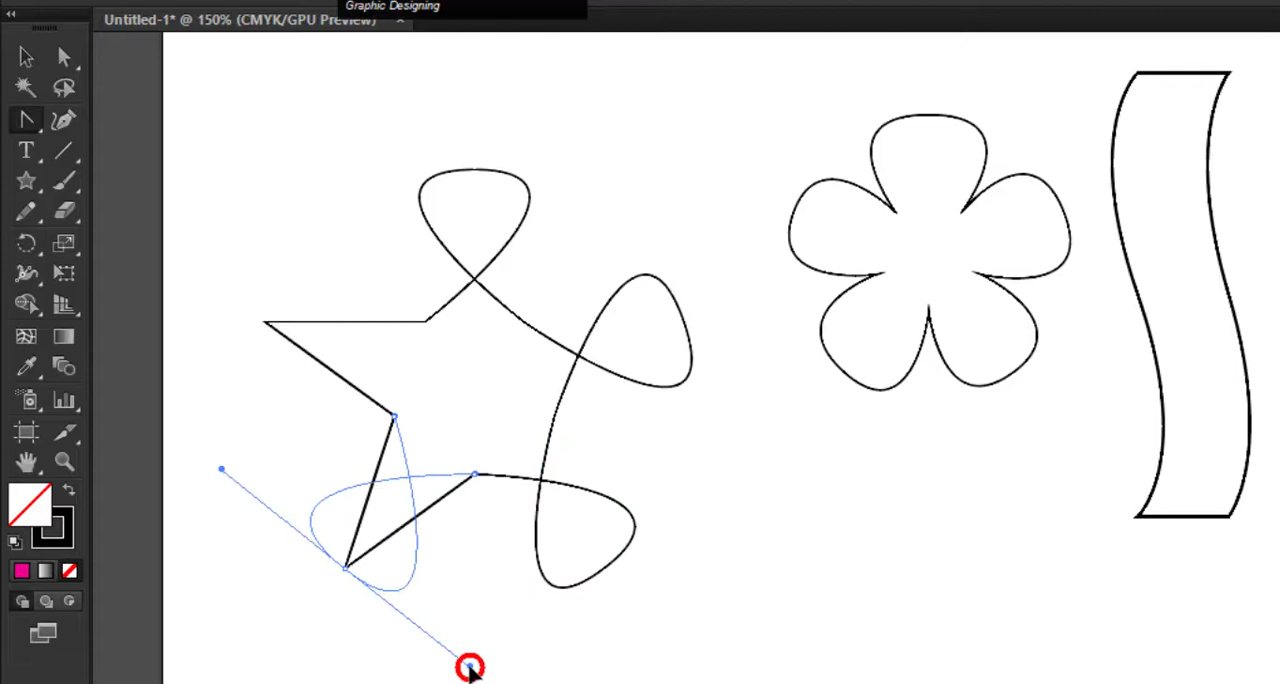 Graphic Designing
Untitled-1* @ 150% (CMYK/GPU Preview) ×